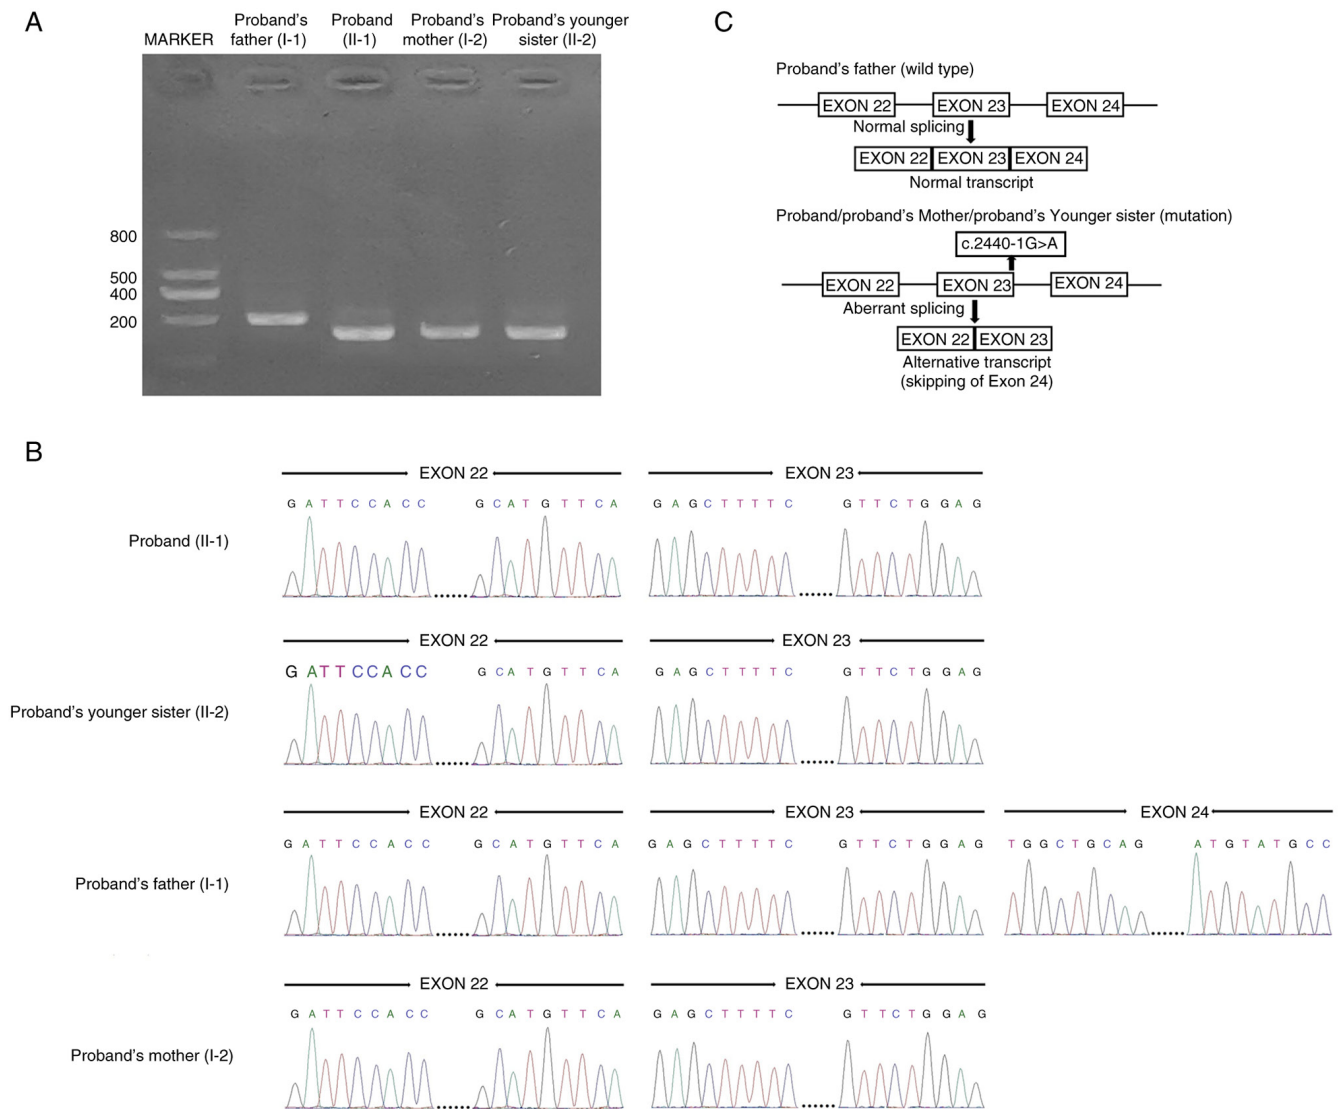 A
MARKER
Proband's
father (I-1)
Proband
(II-1)
Proband's
mother (I-2)
Proband's younger
sister (II-2)
800
500
400
200
C
Proband's father (wild type)
EXON 22 EXON 23 EXON 24
Normal splicing
EXON 22 EXON 23 EXON 24
Normal transcript
Proband/proband's Mother/proband's Younger sister (mutation)
c.2440-1G>A
EXON 22 EXON 23 EXON 24
Aberrant splicing
EXON 22 EXON 23
Alternative transcript
(skipping of Exon 24)
B
EXON 22 EXON 23
G A T T C C A C C G C A T G T T C A G A G C T T T T C G T T C T G G A G
Proband (II-1)
EXON 22 EXON 23
G A T T C C A C C G C A T G T T C A G A G C T T T T C G T T C T G G A G
Proband's younger sister (II-2)
EXON 22 EXON 23 EXON 24
G A T T C C A C C G C A T G T T C A G A G C T T T T C G T T C T G G A G T G G C T G C A G A T G T A T G C C
Proband's father (I-1)
EXON 22 EXON 23
G A T T C C A C C G C A T G T T C A G A G C T T T T C G T T C T G G A G
Proband's mother (I-2)